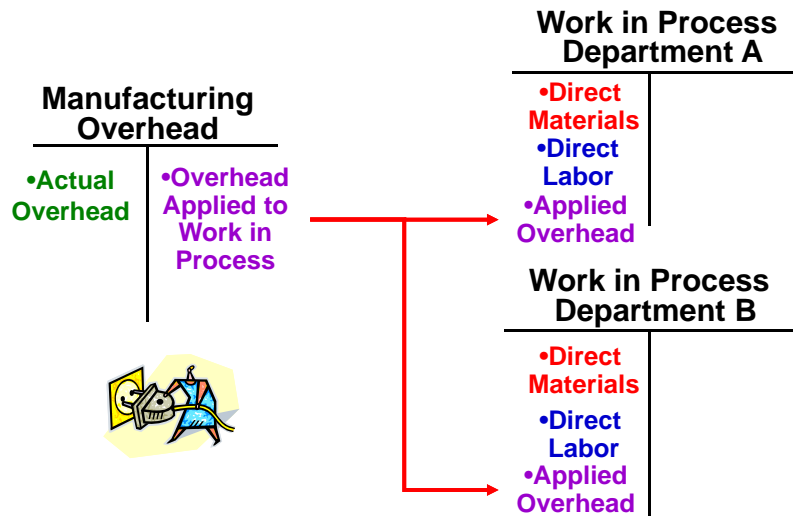 Manufacturing
Overhead
•Actual
Overhead
•Overhead
Applied to
Work in
Process
Work in Process
Department A
•Direct
Materials
•Direct
Labor
•Applied
Overhead
Work in Process
Department B
•Direct
Materials
•Direct
Labor
•Applied
Overhead